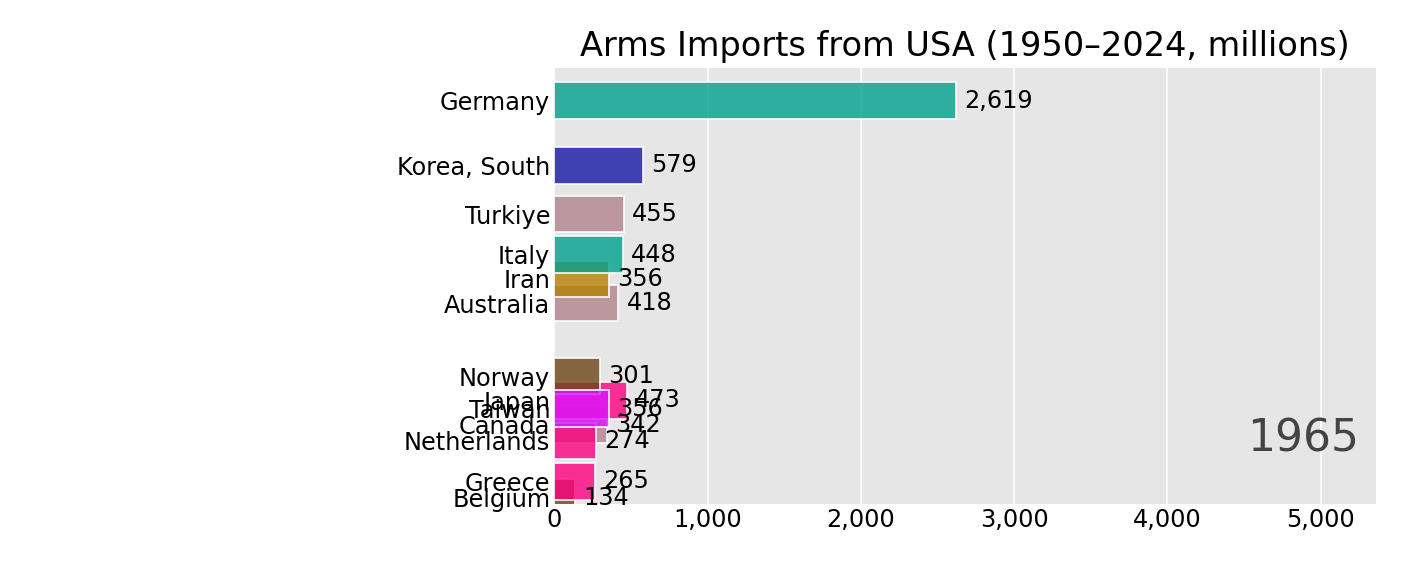 Arms Imports from USA (1950–2024, millions)
Germany 2,619
Korea, South 579
Turkiye 455
Italy 448
Iran 356
Australia 418
Norway 301
Japan 473
Taiwan 356
Canada 342
Netherlands 274
Greece 265
Belgium 134
1965
0 1,000 2,000 3,000 4,000 5,000